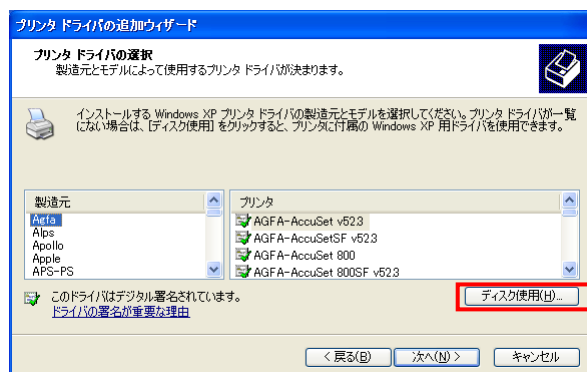 プリンタ ドライバの追加ウィザード
プリンタ ドライバの選択
製造元とモデルによって使用するプリンタ ドライバが決まります。
インストールする Windows XP プリンタ ドライバの製造元とモデルを選択してください。プリンタ ドライバが一覧
にない場合は、[ディスク使用] をクリックすると、プリンタに付属の Windows XP 用ドライバを使用できます。
製造元
Agfa
Alps
Apollo
Apple
APS-PS
プリンタ
AGFA-AccuSet v52.3
AGFA-AccuSetSF v52.3
AGFA-AccuSet 800
AGFA-AccuSet 800SF v52.3
このドライバはデジタル署名されています。
ドライバの署名が重要な理由
ディスク使用(H)...
< 戻る(B)
次へ(N) >
キャンセル